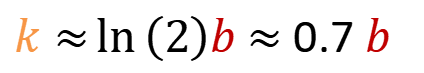 k ≈ ln (2)b ≈ 0.7 b